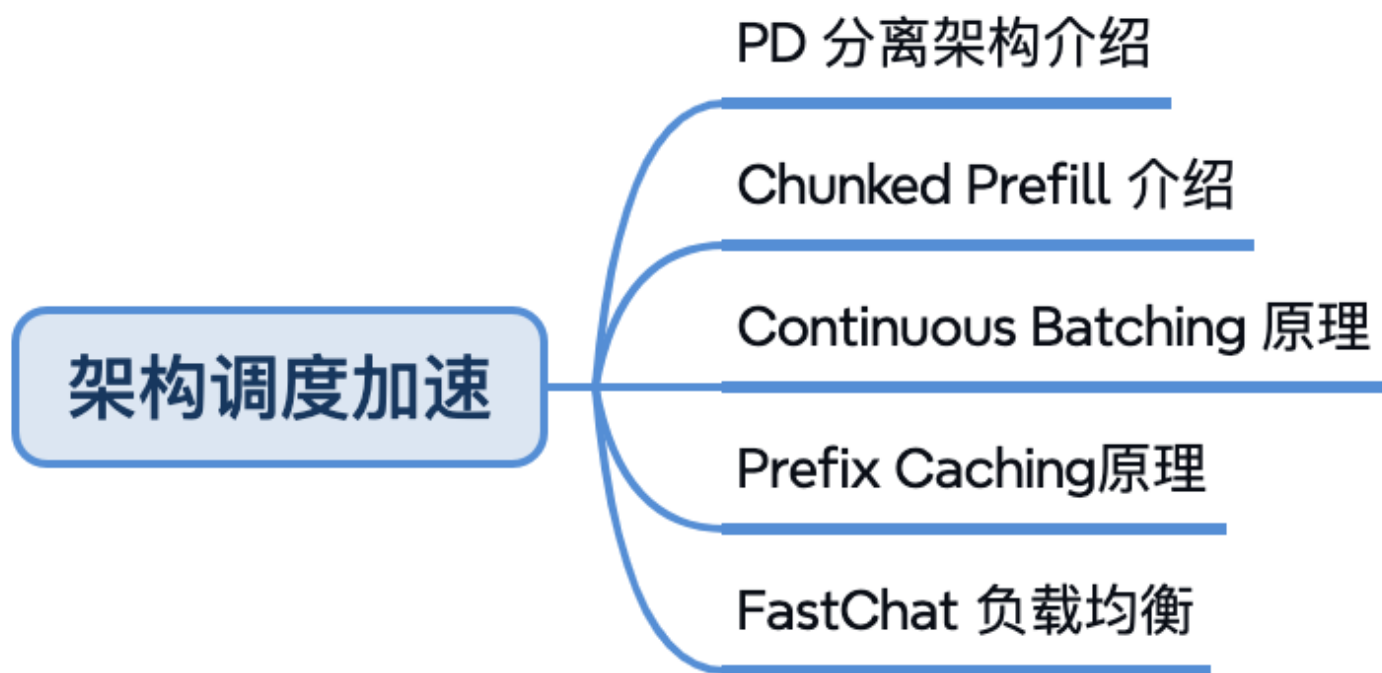 PD 分离架构介绍
Chunked Prefill 介绍
Continuous Batching 原理
架构调度加速
Prefix Caching原理
FastChat 负载均衡